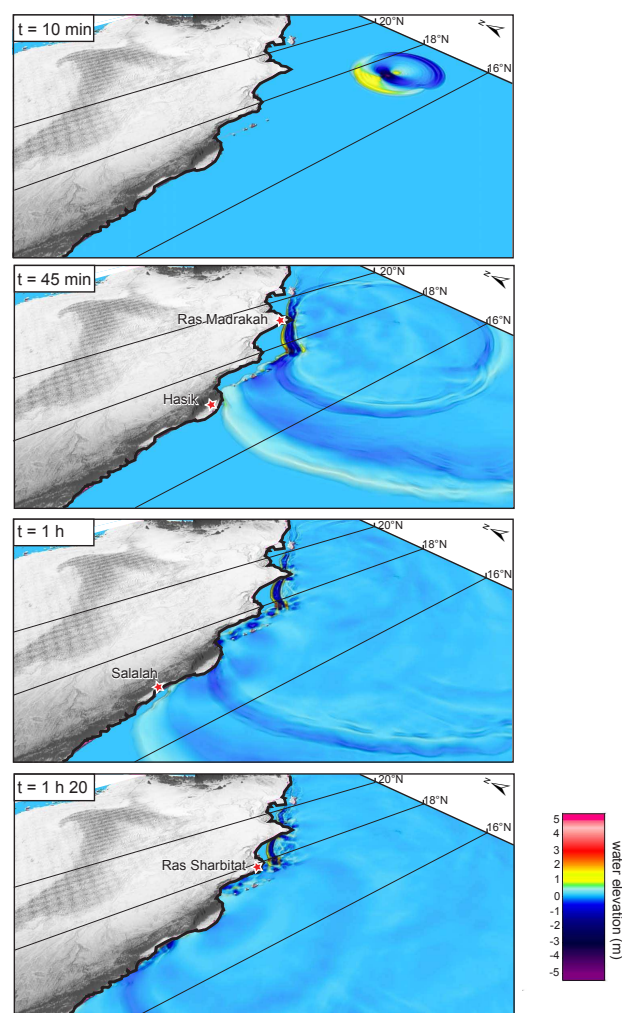 t = 10 min
20°N
18°N
16°N
N
t = 45 min
20°N
18°N
16°N
N
Ras Madrakah
Hasik
t = 1 h
20°N
18°N
16°N
N
Salalah
t = 1 h 20
20°N
18°N
16°N
N
Ras Sharbitat
5
4
3
2
1
0
-1
-2
-3
-4
-5
water elevation (m)